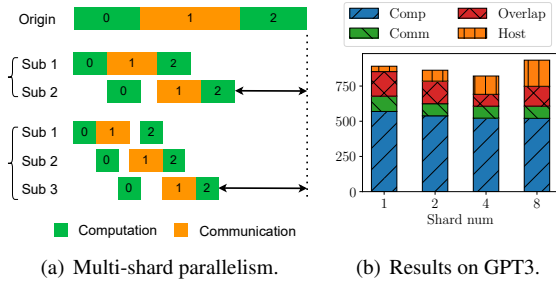 Origin
0 1 2
Sub 1
0 1 2
Sub 2
0 1 2
Sub 1
0 1 2
Sub 2
0 1 2
Sub 3
0 1 2
Computation Communication
(a) Multi-shard parallelism.
Comp Overlap
Comm Host
750
500
250
0
1 2 4 8
Shard num
(b) Results on GPT3.